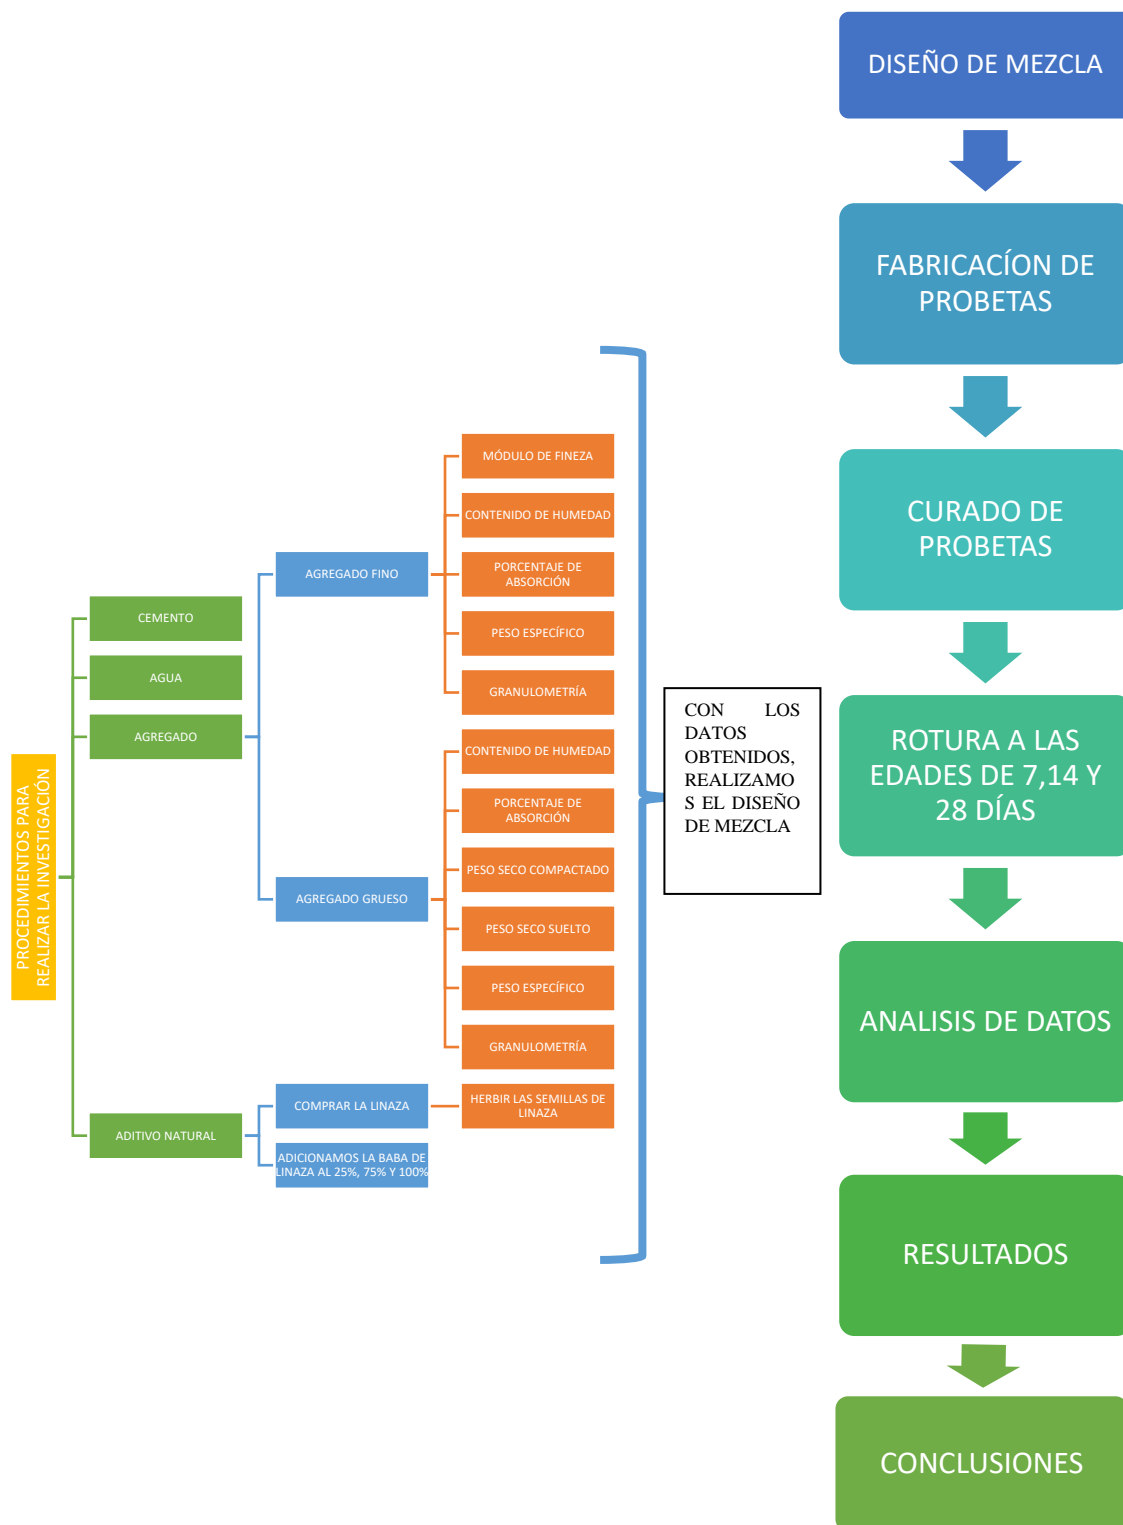 PROCEDIMIENTOS PARA
REALIZAR LA INVESTIGACIÓN
CEMENTO
AGUA
AGREGADO
AGREGADO FINO
MÓDULO DE FINEZA
CONTENIDO DE HUMEDAD
PORCENTAJE DE
ABSORCIÓN
PESO ESPECÍFICO
GRANULOMETRÍA
AGREGADO GRUESO
CONTENIDO DE HUMEDAD
PORCENTAJE DE
ABSORCIÓN
PESO SECO COMPACTADO
PESO SECO SUELTO
PESO ESPECÍFICO
GRANULOMETRÍA
ADITIVO NATURAL
COMPRAR LA LINAZA
HERBIR LAS SEMILLAS DE
LINAZA
ADICIONAMOS LA BABA DE
LINAZA AL 25%, 75% Y 100%
CON LOS
DATOS
OBTENIDOS,
REALIZAMO
S EL DISEÑO
DE MEZCLA
DISEÑO DE MEZCLA
FABRICACÍON DE
PROBETAS
CURADO DE
PROBETAS
ROTURA A LAS
EDADES DE 7,14 Y
28 DÍAS
ANALISIS DE DATOS
RESULTADOS
CONCLUSIONES